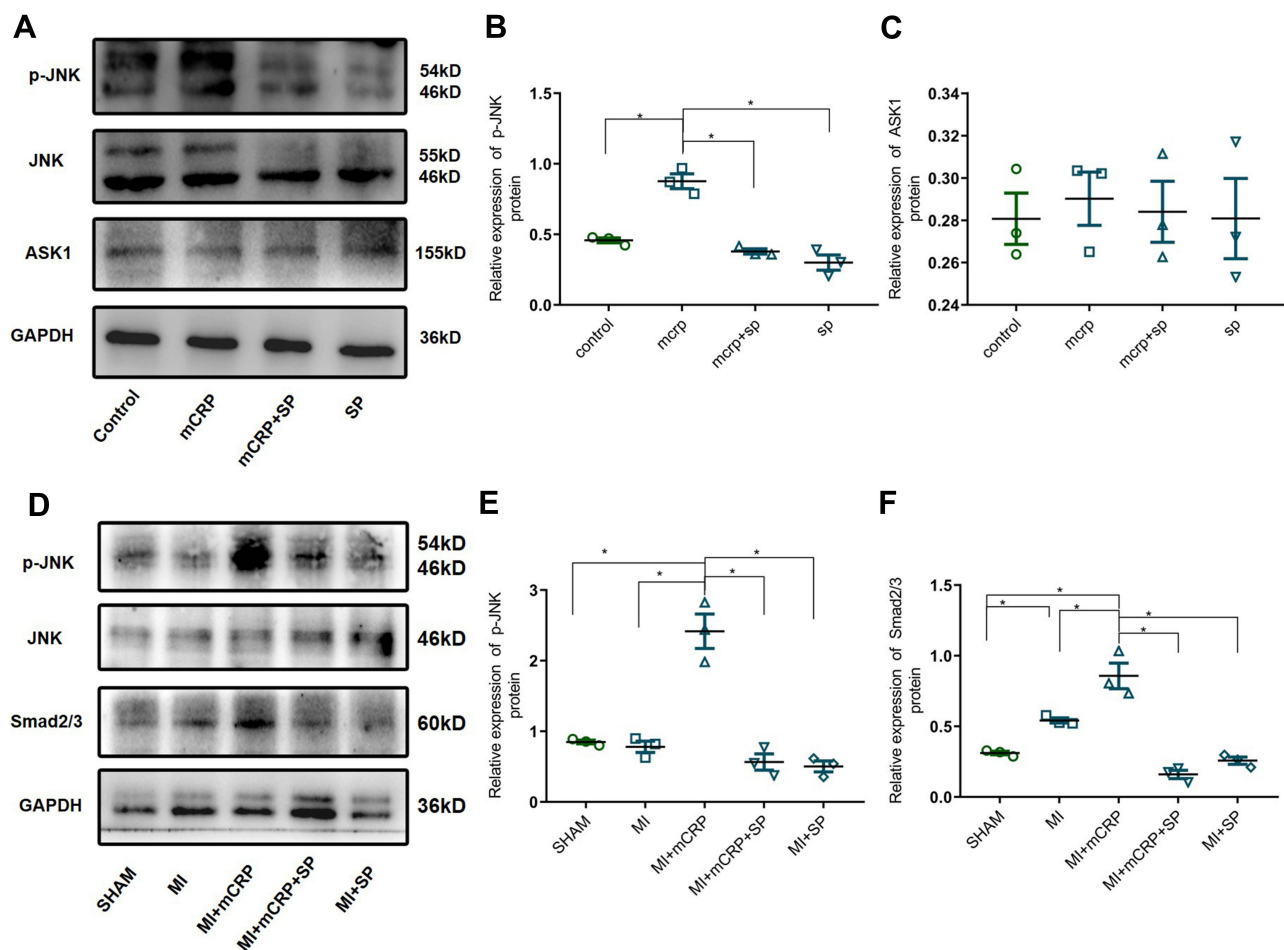 A
p-JNK
54kD
46kD
JNK
55kD
46kD
ASK1
155kD
GAPDH
36kD
Control
mCRP
mCRP+SP
SP
B
Relative expression of p-JNK
protein
1.5
1.0
0.5
0.0
*
*
*
control
mcrp
mcrp+sp
sp
C
Relative expression of ASK1
protein
0.34
0.32
0.30
0.28
0.26
0.24
control
mcrp
mcrp+sp
sp
D
p-JNK
54kD
46kD
JNK
46kD
Smad2/3
60kD
GAPDH
36kD
SHAM
MI
MI+mCRP
MI+mCRP+SP
MI+SP
E
Relative expression of p-JNK
protein
3
2
1
0
*
*
*
*
SHAM
MI
MI+mCRP
MI+mCRP+SP
MI+SP
F
Relative expression of Smad2/3
protein
1.5
1.0
0.5
0.0
*
*
*
*
*
SHAM
MI
MI+mCRP
MI+mCRP+SP
MI+SP